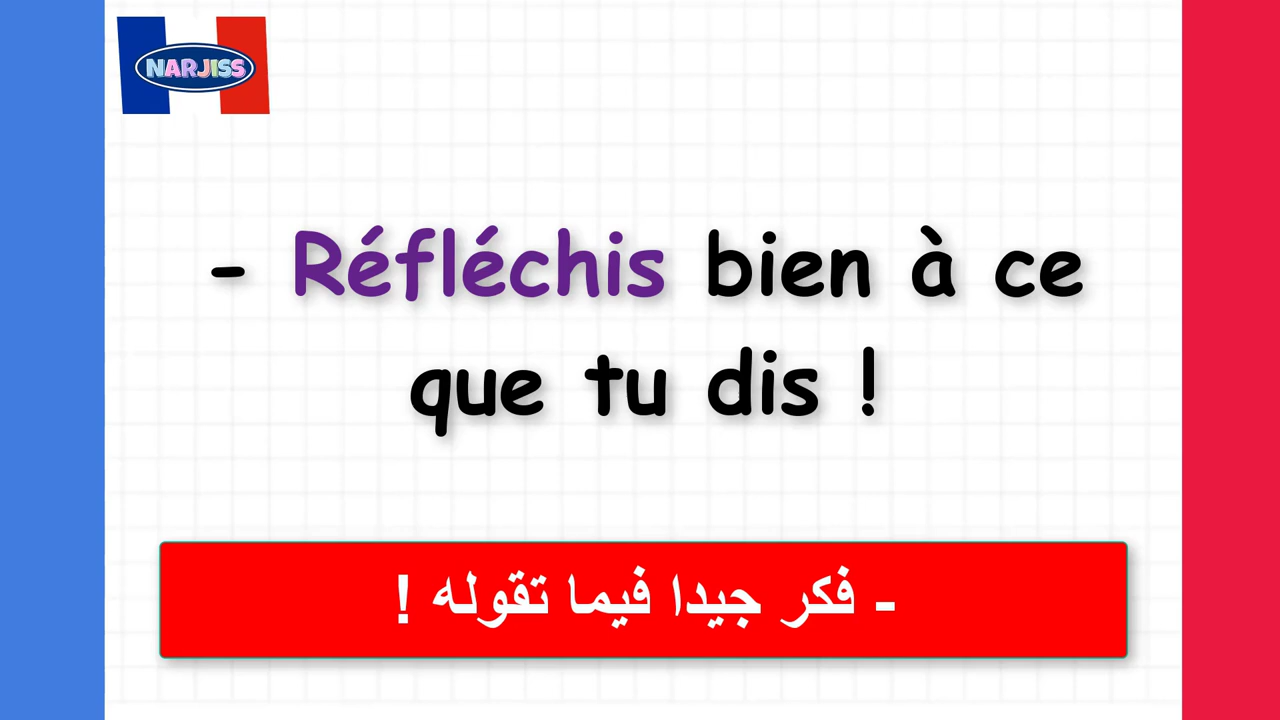 NARJISS
- Réfléchis bien à ce
que tu dis !
- فكر جيدا فيما تقوله !